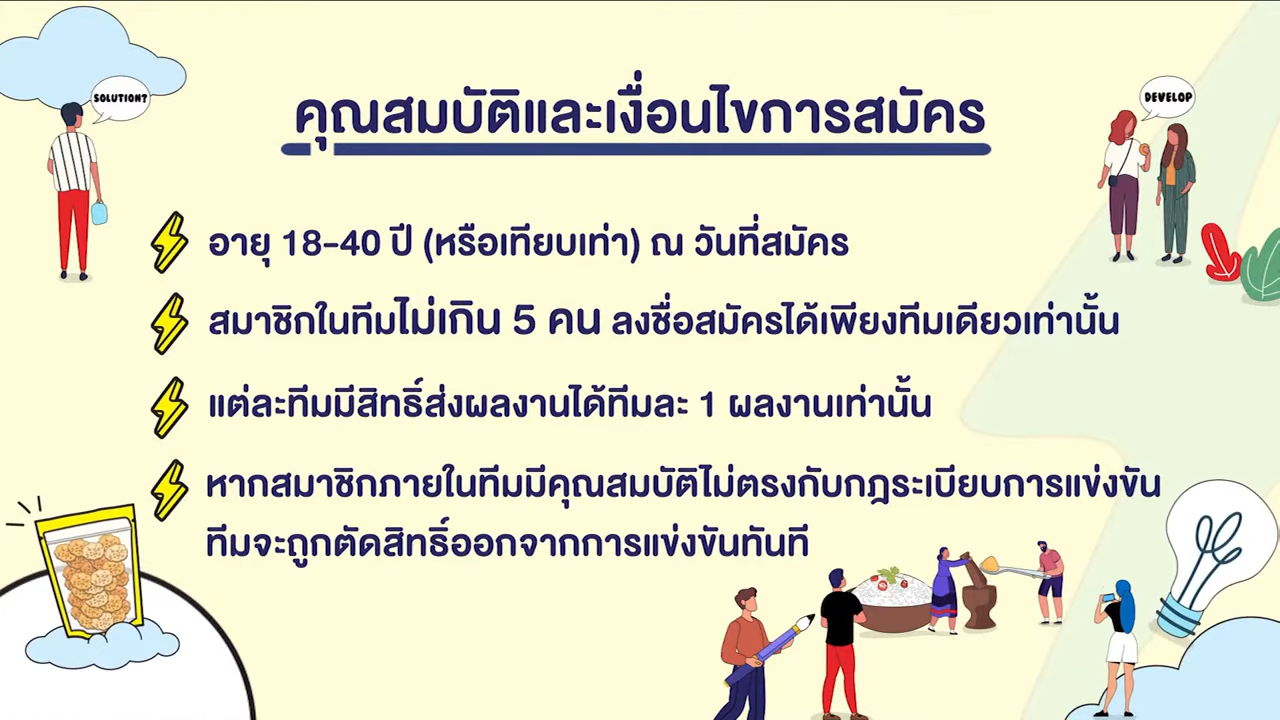 SOLUTION?
DEVELOP
คุณสมบัติและเงื่อนไขการสมัคร
อายุ 18-40 ปี (หรือเทียบเท่า) ณ วันที่สมัคร
สมาชิกในทีมไม่เกิน 5 คน ลงชื่อสมัครได้เพียงทีมเดียวเท่านั้น
แต่ละทีมมีสิทธิ์ส่งผลงานได้ทีมละ 1 ผลงานเท่านั้น
หากสมาชิกภายในทีมมีคุณสมบัติไม่ตรงกับกฎระเบียบการแข่งขัน
ทีมจะถูกตัดสิทธิ์ออกจากการแข่งขันทันที